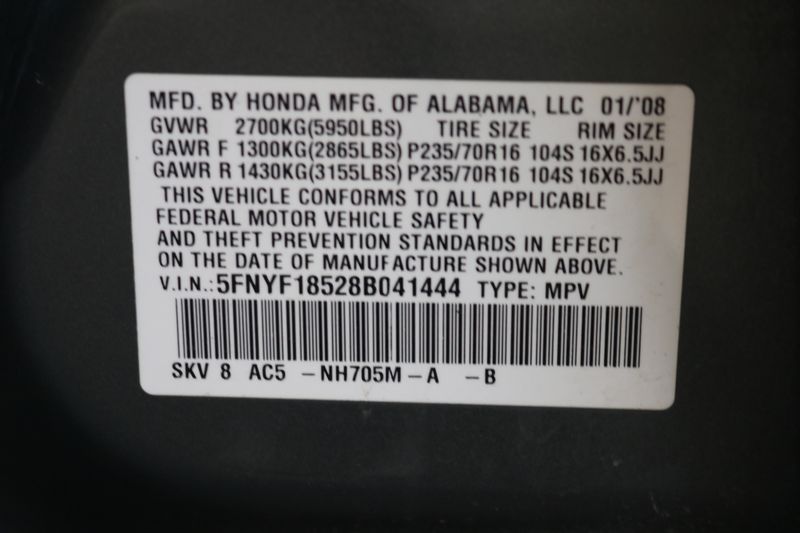 MFD. BY HONDA MFG. OF ALABAMA, LLC 01/'08
GVWR 2700KG(5950LBS) TIRE SIZE RIM SIZE
GAWR F 1300KG(2865LBS) P235/70R16 104S 16X6.5JJ
GAWR R 1430KG(3155LBS) P235/70R16 104S 16X6.5JJ
THIS VEHICLE CONFORMS TO ALL APPLICABLE
FEDERAL MOTOR VEHICLE SAFETY
AND THEFT PREVENTION STANDARDS IN EFFECT
ON THE DATE OF MANUFACTURE SHOWN ABOVE.
V.I.N.:5FNYF18528B041444 TYPE: MPV
SKV 8 AC5 -NH705M-A -B